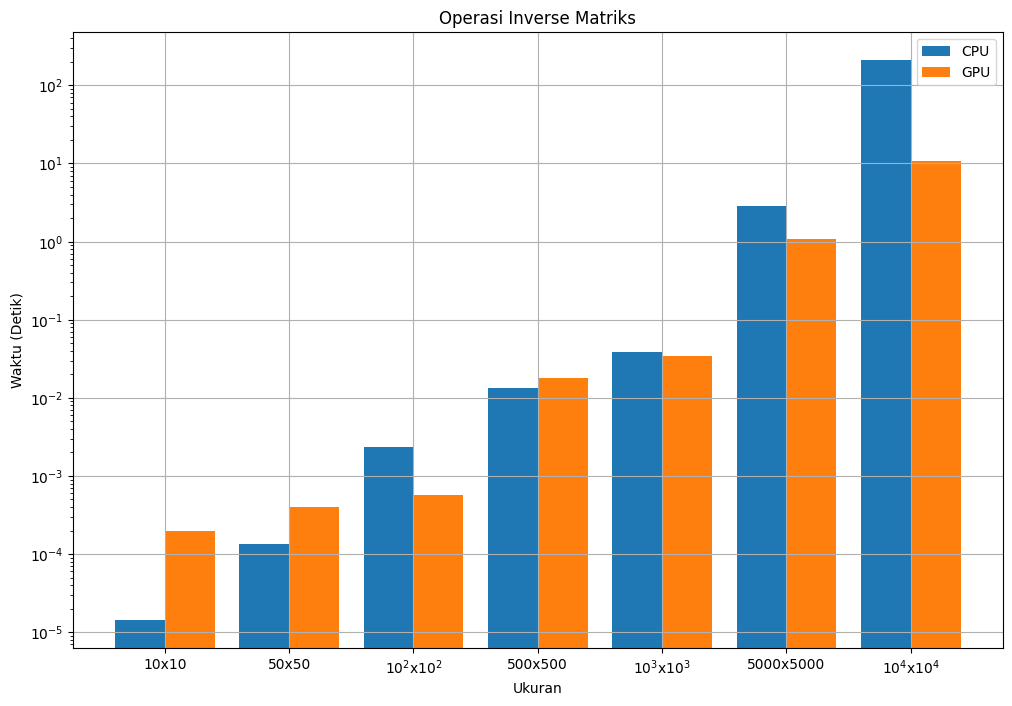 Operasi Inverse Matriks
CPU
GPU
Waktu (Detik)
10²
10¹
10⁰
10⁻¹
10⁻²
10⁻³
10⁻⁴
10⁻⁵
10x10 50x50 10²x10² 500x500 10³x10³ 5000x5000 10⁴x10⁴
Ukuran